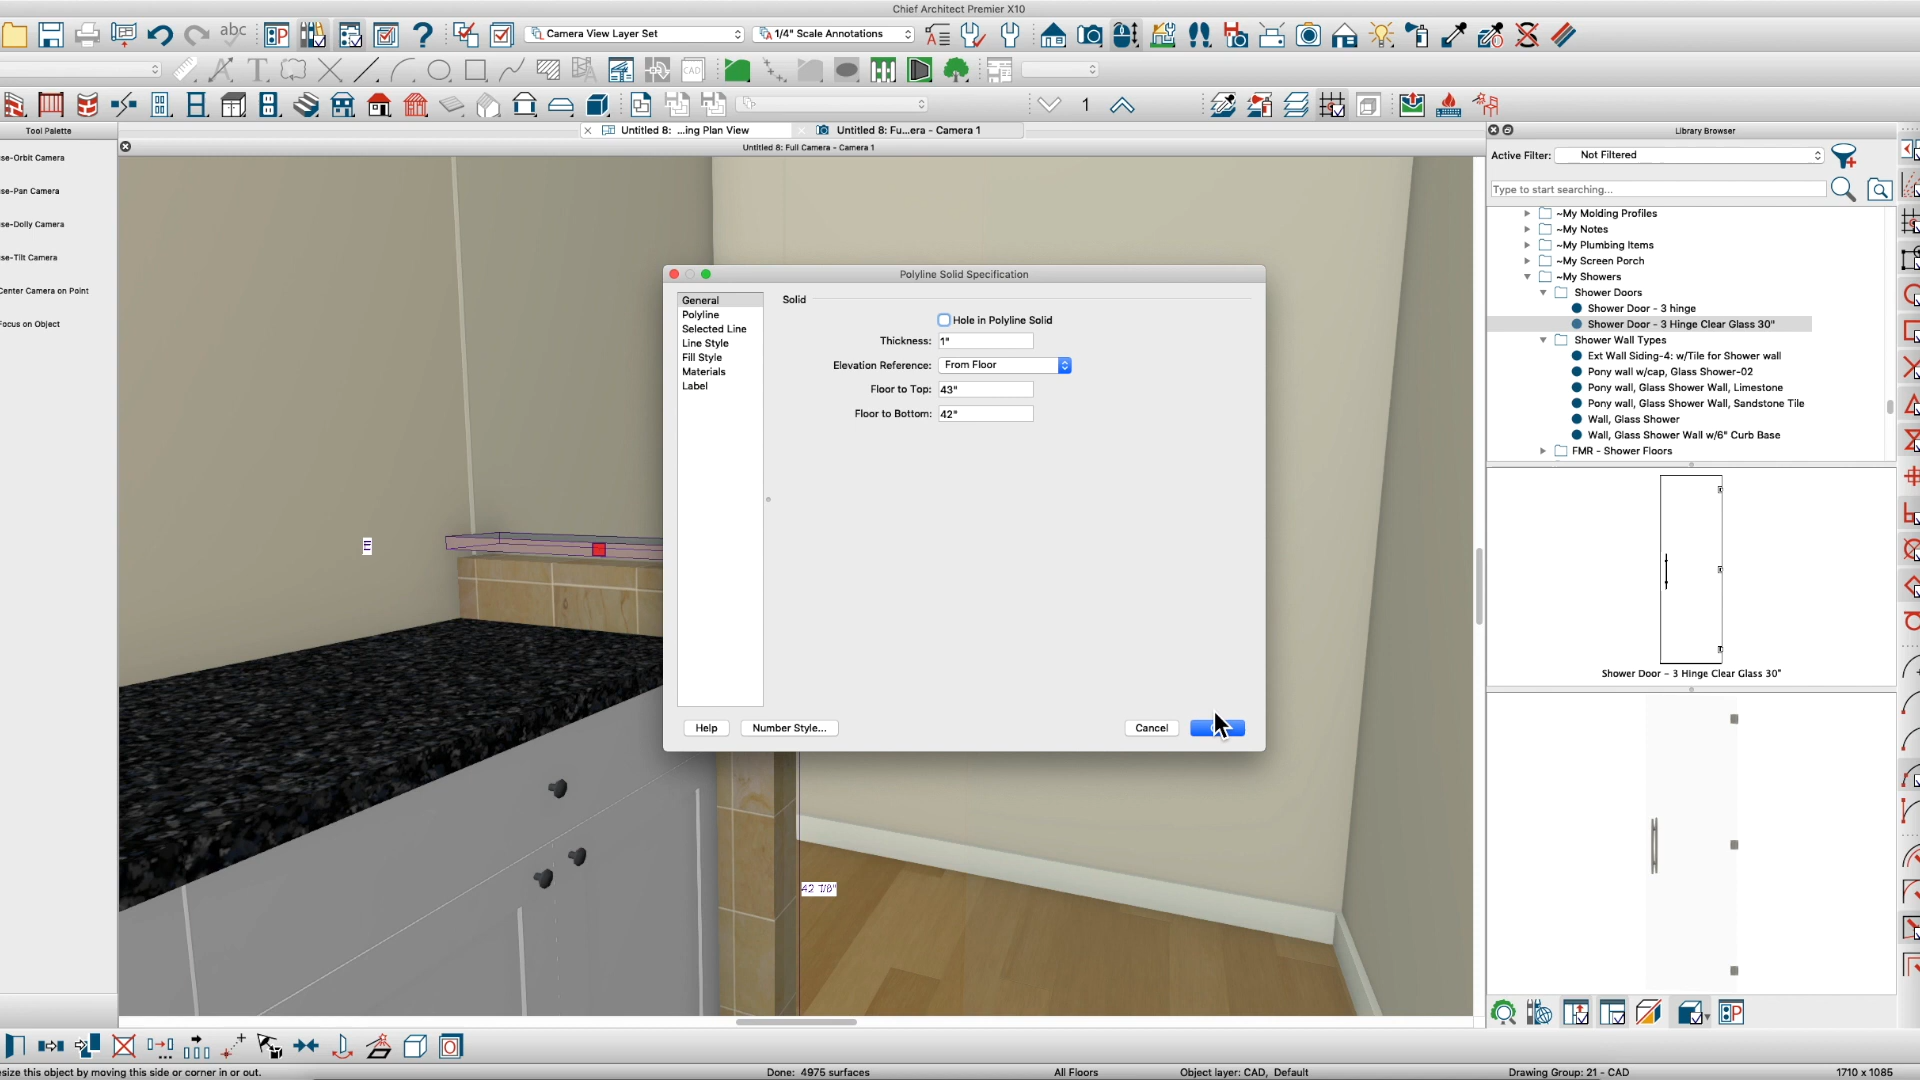 Chief Architect Premier X10
abc
Camera View Layer Set
1/4" Scale Annotations
CAD
1
Tool Palette
Untitled 8: ...ing Plan View
Untitled 8: Fu...era - Camera 1
Library Browser
Untitled 8: Full Camera - Camera 1
Active Filter:
Not Filtered
Type to start searching...
se-Orbit Camera
se-Pan Camera
se-Dolly Camera
se-Tilt Camera
Center Camera on Point
Focus on Object
~My Molding Profiles
~My Notes
~My Plumbing Items
~My Screen Porch
~My Showers
Shower Doors
Shower Door - 3 hinge
Shower Door - 3 Hinge Clear Glass 30"
Shower Wall Types
Ext Wall Siding-4: w/Tile for Shower wall
Pony wall w/cap, Glass Shower-02
Pony wall, Glass Shower Wall, Limestone
Pony wall, Glass Shower Wall, Sandstone Tile
Wall, Glass Shower
Wall, Glass Shower Wall w/6" Curb Base
FMR - Shower Floors
Polyline Solid Specification
General
Polyline
Selected Line
Line Style
Fill Style
Materials
Label
Solid
Hole in Polyline Solid
Thickness: 1"
Elevation Reference: From Floor
Floor to Top: 43"
Floor to Bottom: 42"
Help
Number Style...
Cancel
Shower Door - 3 Hinge Clear Glass 30"
42 7/8"
esize this object by moving this side or corner in or out.
Done: 4975 surfaces
All Floors
Object layer: CAD, Default
Drawing Group: 21 - CAD
1710 x 1085